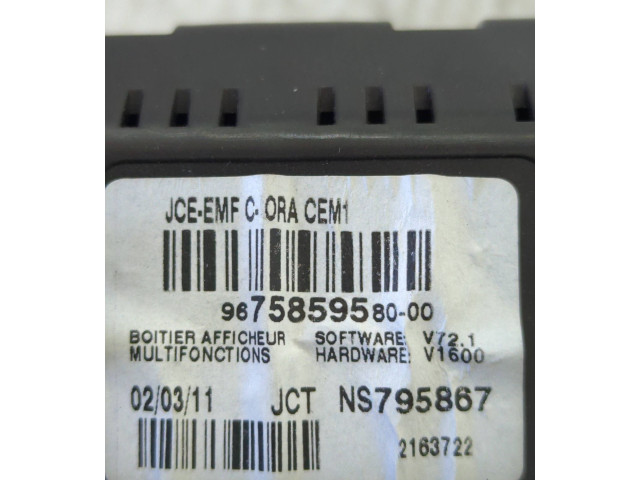 JCE-EMF C- ORA CEM1
9675859580-00
BOITIER AFFICHEUR SOFTWARE: V72.1
MULTIFONCTIONS HARDWARE: V1600
02/03/11 JCT NS795867
2163722